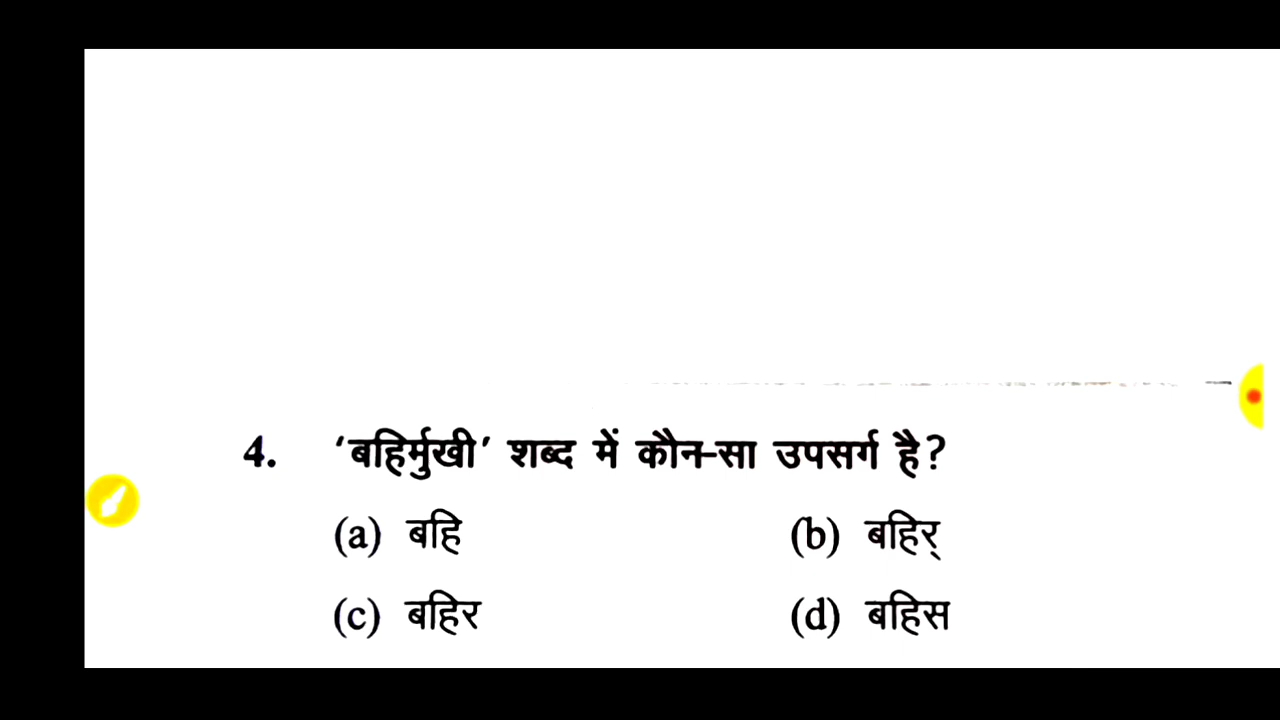 4. ‘बहिर्मुखी’ शब्द में कौन-सा उपसर्ग है?
(a) बहि (b) बहिर्
(c) बहिर (d) बहिस